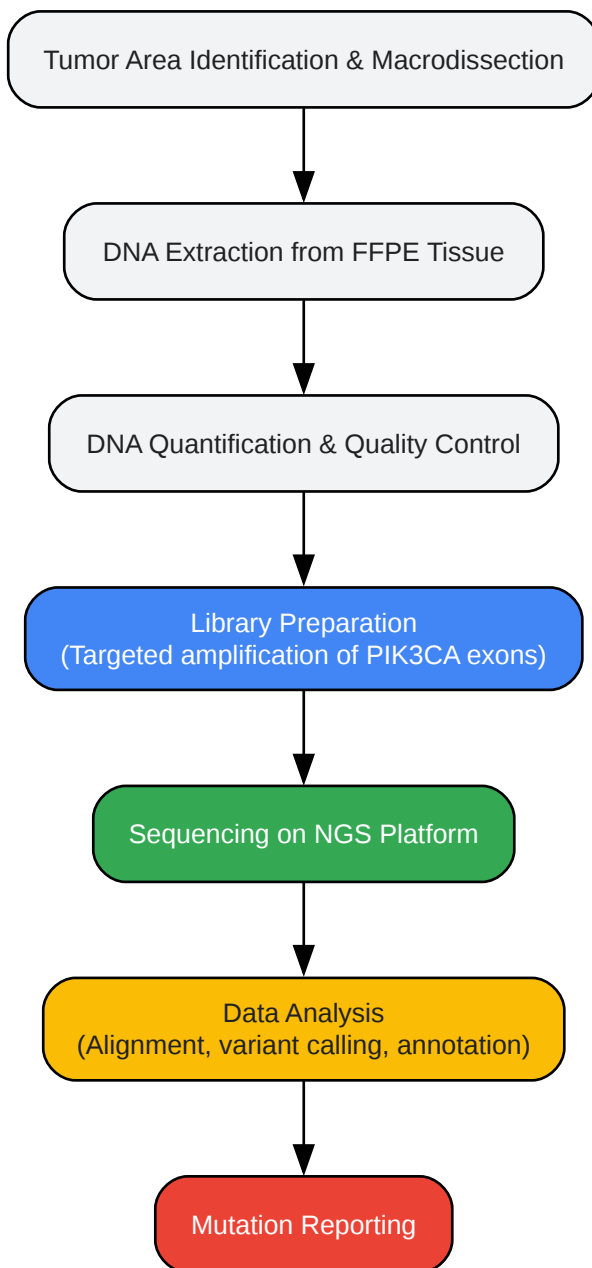 Tumor Area Identification & Macrodissection
DNA Extraction from FFPE Tissue
DNA Quantification & Quality Control
Library Preparation
(Targeted amplification of PIK3CA exons)
Sequencing on NGS Platform
Data Analysis
(Alignment, variant calling, annotation)
Mutation Reporting